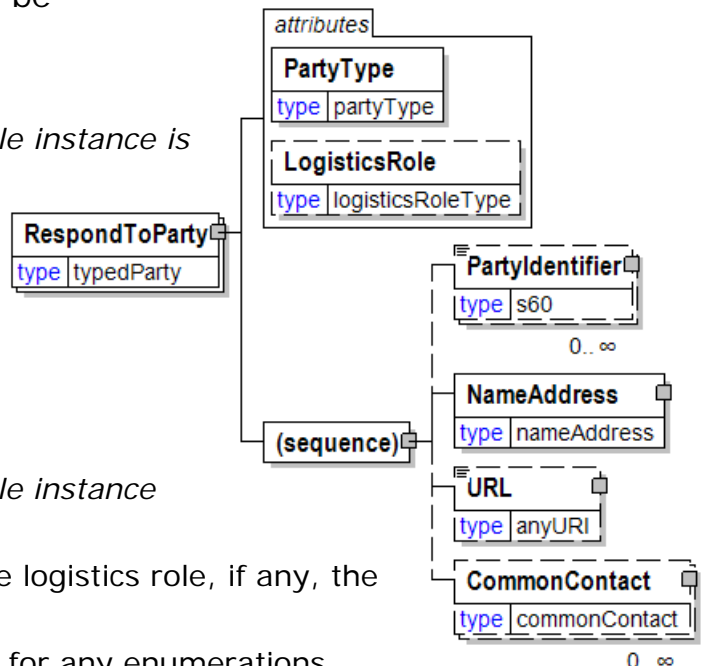 be
attributes
PartyType
type partyType
le instance is
LogisticsRole
type logisticsRoleType
RespondToParty
type typedParty
PartyIdentifier
type s60
0.. ∞
NameAddress
type nameAddress
(sequence)
URL
type anyURI
le instance
CommonContact
type commonContact
0.. ∞
e logistics role, if any, the
for any enumerations